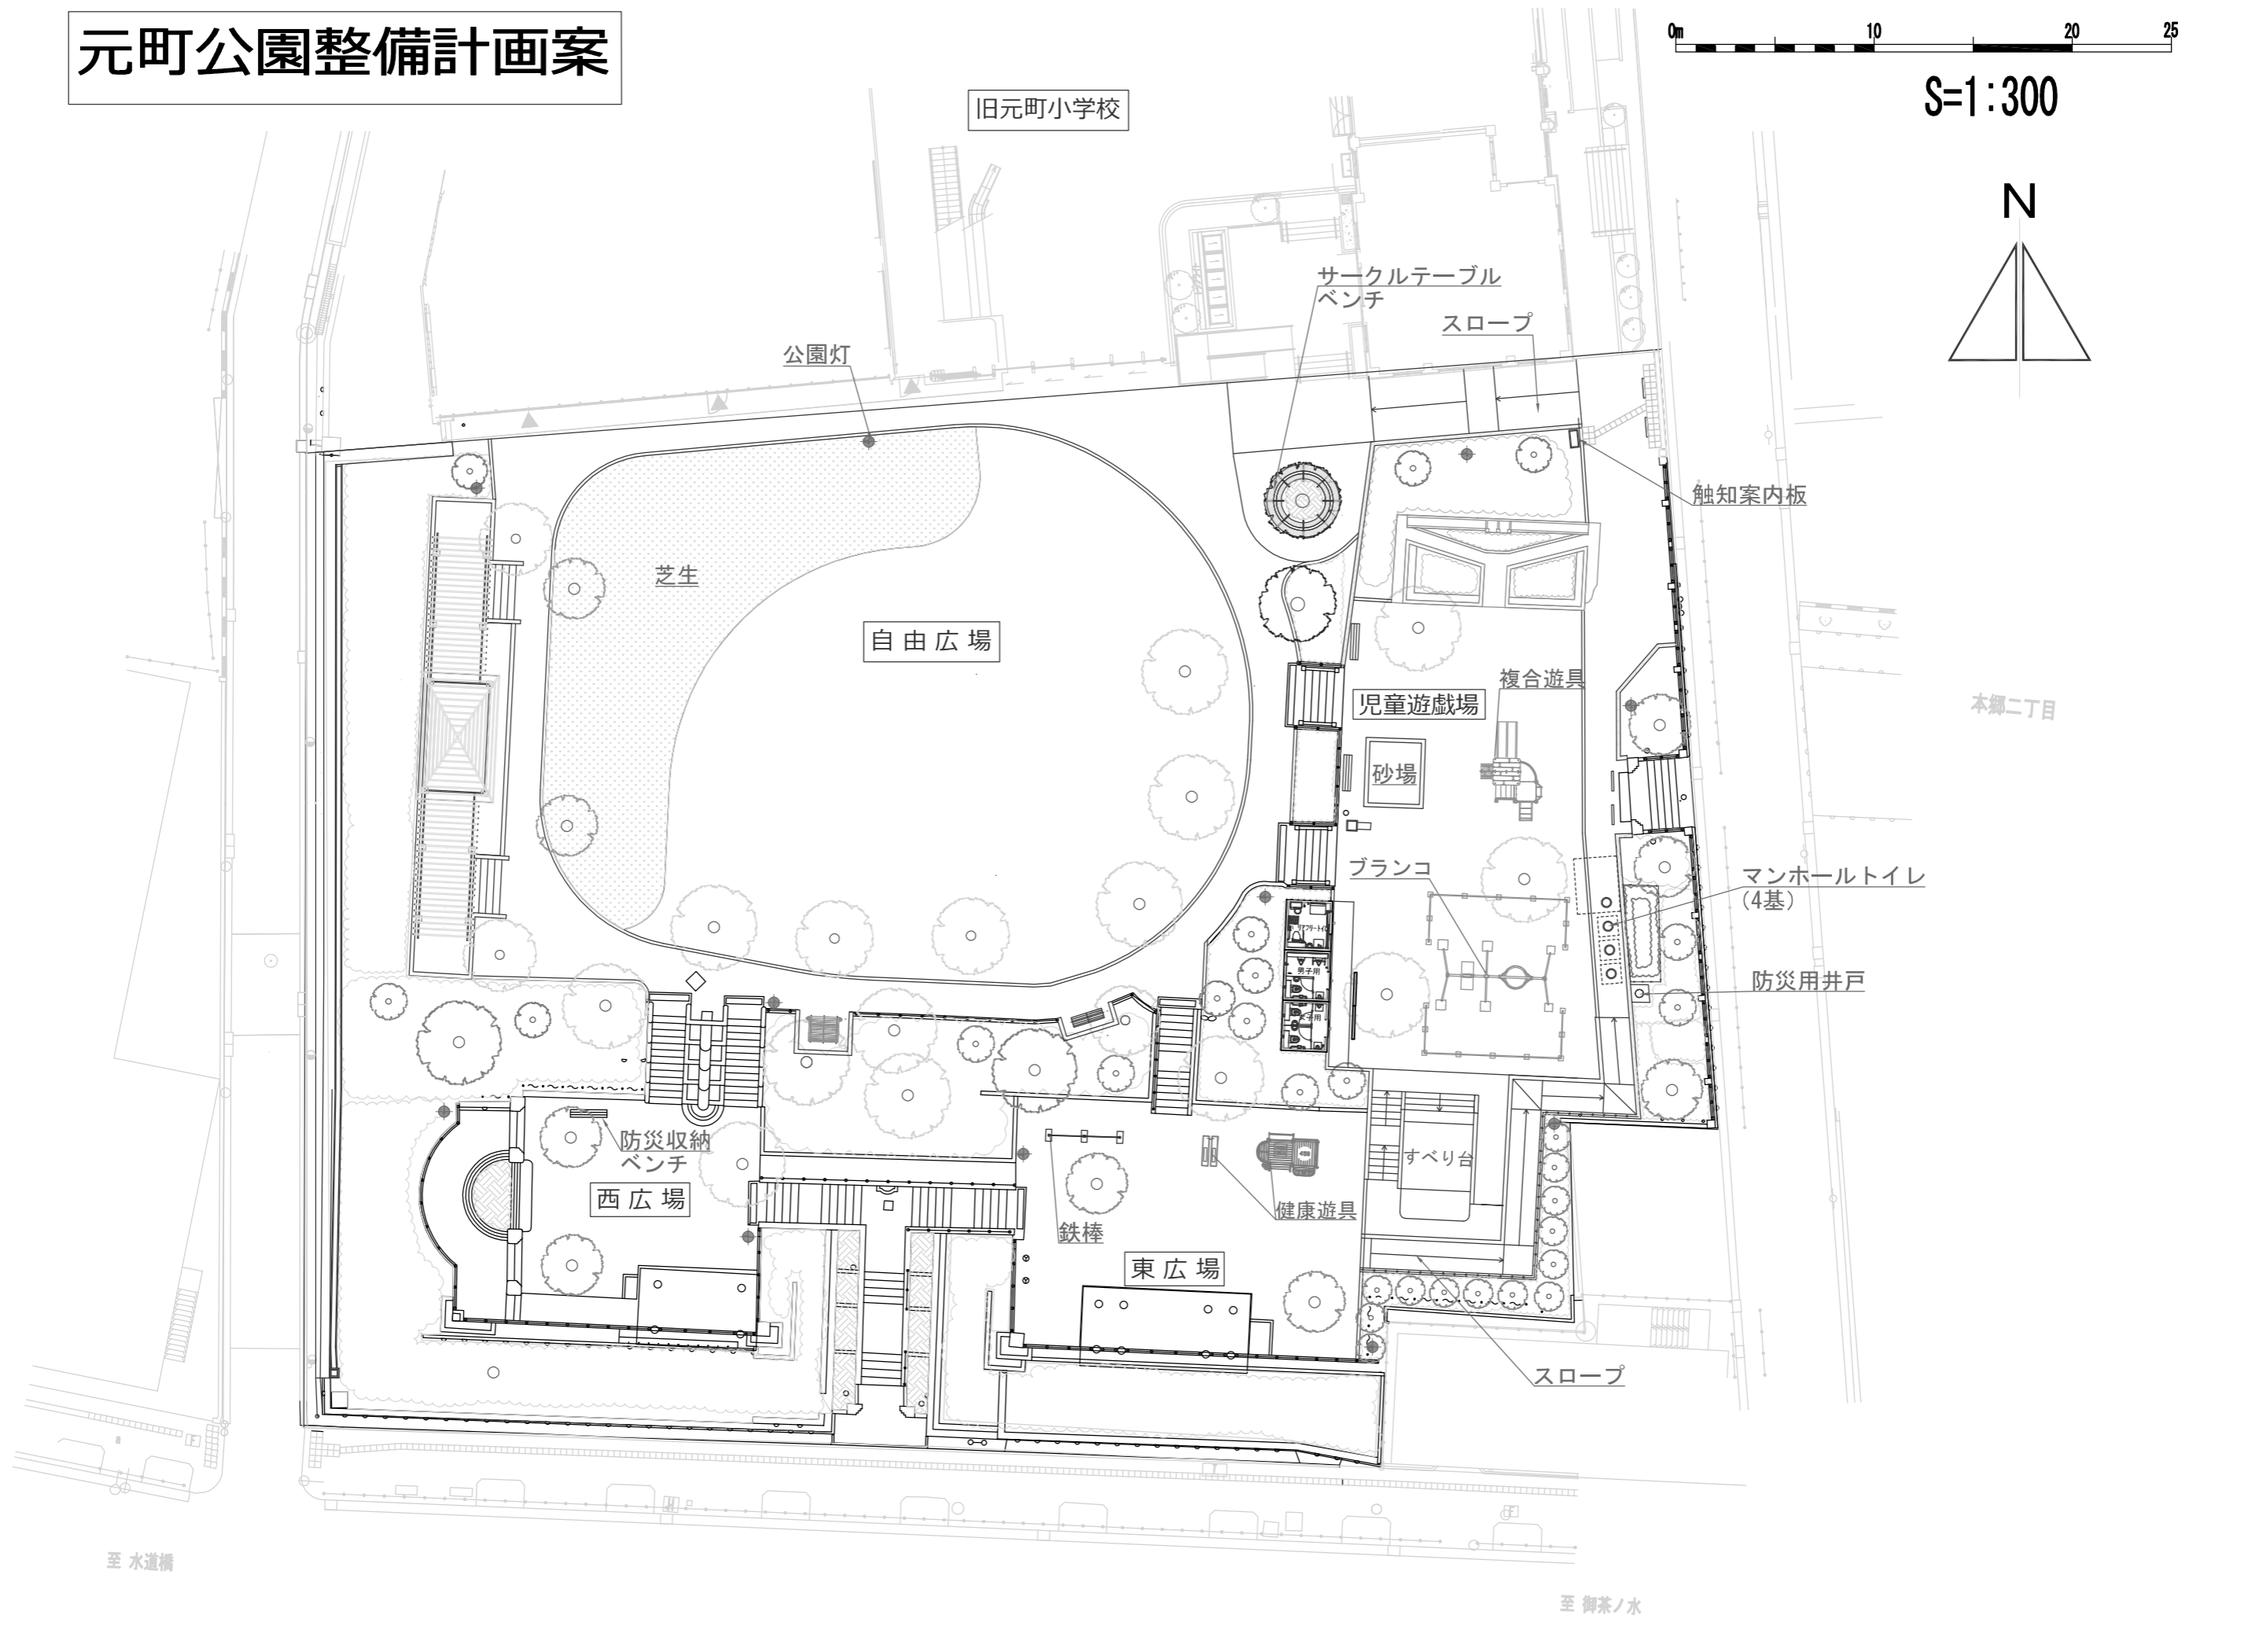 元町公園整備計画案
0m 10 20 25
S=1:300
N
旧元町小学校
サークルテーブル
ベンチ
スロープ
公園灯
触知案内板
芝生
自由広場
複合遊具
児童遊戯場
本郷二丁目
砂場
ブランコ
マンホールトイレ
(4基)
男子用
女子用
防災用井戸
防災収納
ベンチ
西広場
すべり台
健康遊具
鉄棒
東広場
スロープ
至 水道橋
至 御茶ノ水